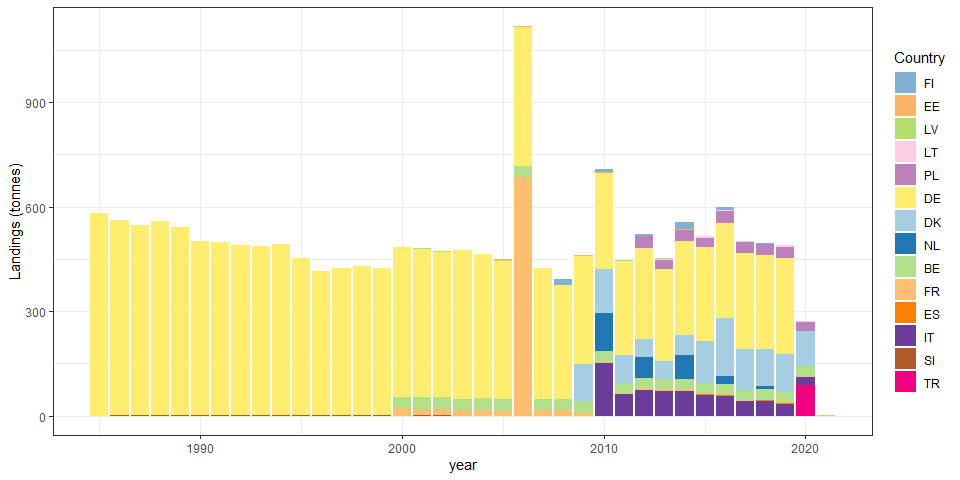 Landings (tonnes)
900
600
300
0
1990
2000
2010
2020
year
Country
FI
EE
LV
LT
PL
DE
DK
NL
BE
FR
ES
IT
SI
TR